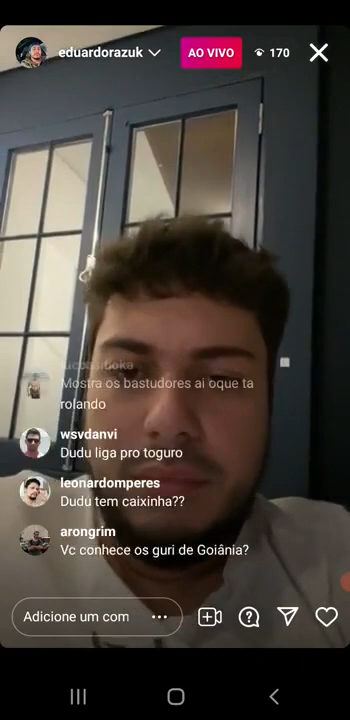 eduardorazuk
AO VIVO
170
Mostra os bastudores ai oque ta
rolando
wsvdanvi
Dudu liga pro toguro
leonardomperes
Dudu tem caixinha??
arongrim
Vc conhece os guri de Goiânia?
Adicione um com